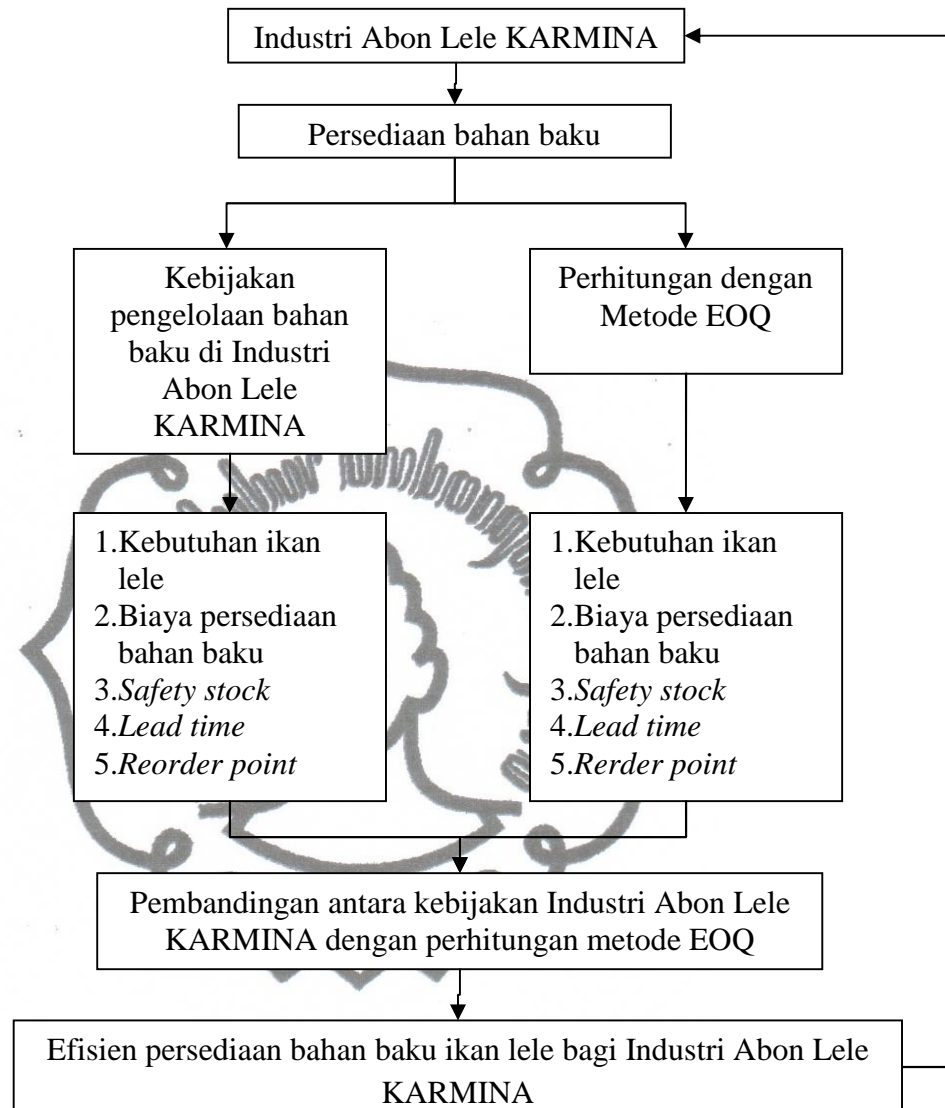 Industri Abon Lele KARMINA
Persediaan bahan baku
Kebijakan
pengelolaan bahan
baku di Industri
Abon Lele
KARMINA
Perhitungan dengan
Metode EOQ
1.Kebutuhan ikan
lele
2.Biaya persediaan
bahan baku
3.Safety stock
4.Lead time
5.Reorder point
1.Kebutuhan ikan
lele
2.Biaya persediaan
bahan baku
3.Safety stock
4.Lead time
5.Rerder point
Pembandingan antara kebijakan Industri Abon Lele
KARMINA dengan perhitungan metode EOQ
Efisien persediaan bahan baku ikan lele bagi Industri Abon Lele
KARMINA